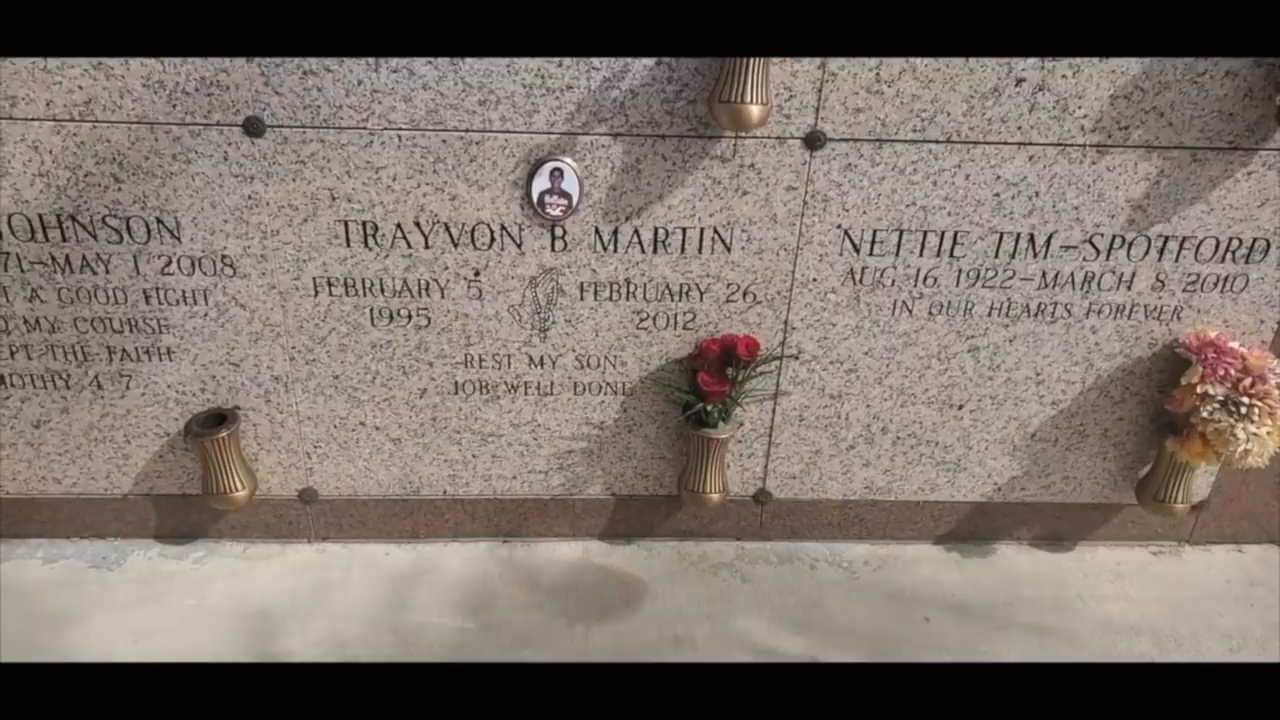 JOHNSON
71-MAY 1, 2008
T A GOOD FIGHT
D MY COURSE
EPT THE FAITH
MOTHY 4:7
TRAYVON B MARTIN
FEBRUARY 5
1995
FEBRUARY 26
2012
REST MY SON
JOB WELL DONE
NETTIE TIM-SPOTFORD
AUG 16, 1922-MARCH 8, 2010
IN OUR HEARTS FOREVER